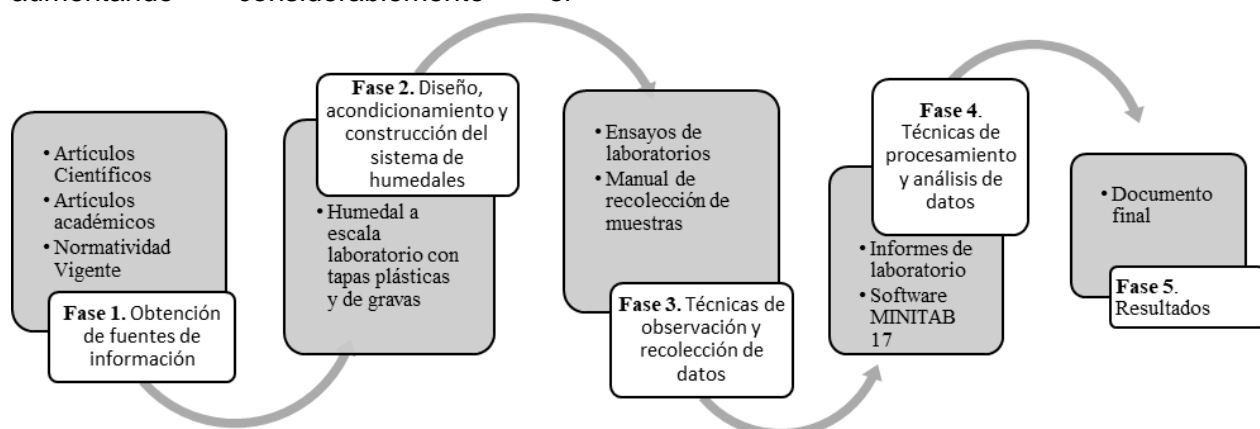 • Artículos
Científicos
• Artículos
académicos
• Normatividad
Vigente
Fase 1. Obtención
de fuentes de
información
Fase 2. Diseño,
acondicionamiento y
construcción del
sistema de
humedales
• Humedal a
escala
laboratorio con
tapas plásticas
y de gravas
• Ensayos de
laboratorios
• Manual de
recolección de
muestras
Fase 3. Técnicas de
observación y
recolección de
datos
Fase 4.
Técnicas de
procesamiento
y análisis de
datos
• Informes de
laboratorio
• Software
MINITAB
17
• Documento
final
Fase 5.
Resultados